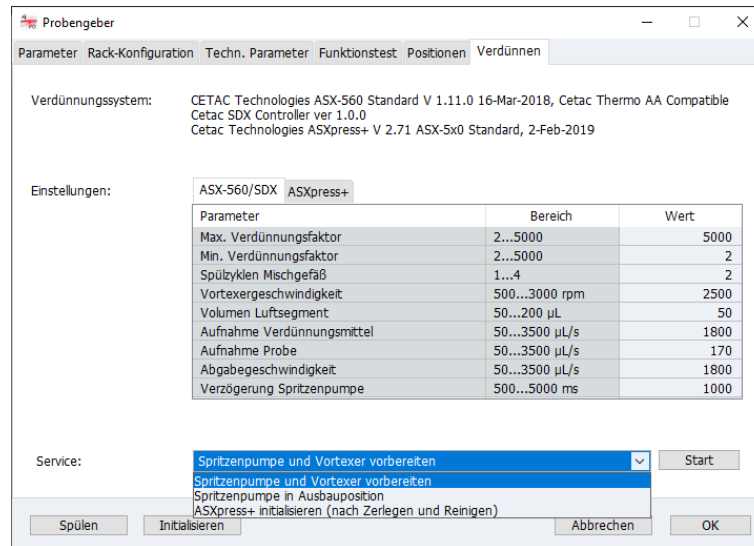 Probengeber
Parameter Rack-Konfiguration Techn. Parameter Funktionstest Positionen Verdünnen
Verdünnungssystem: CETAC Technologies ASX-560 Standard V 1.11.0 16-Mar-2018, Cetac Thermo AA Compatible
Cetac SDX Controller ver 1.0.0
Cetac Technologies ASXpress+ V 2.71 ASX-5x0 Standard, 2-Feb-2019
Einstellungen: ASX-560/SDX ASXpress+
Parameter Bereich Wert
Max. Verdünnungsfaktor 2...5000 5000
Min. Verdünnungsfaktor 2...5000 2
Spülzyklen Mischgefäß 1...4 2
Vortexergeschwindigkeit 500...3000 rpm 2500
Volumen Luftsegment 50...200 µL 50
Aufnahme Verdünnungsmittel 50...3500 µL/s 1800
Aufnahme Probe 50...3500 µL/s 170
Abgabegeschwindigkeit 50...3500 µL/s 1800
Verzögerung Spritzenpumpe 500...5000 ms 1000
Service: Spritzenpumpe und Vortexer vorbereiten Start
Spritzenpumpe und Vortexer vorbereiten
Spritzenpumpe in Ausbauposition
ASXpress+ initialisieren (nach Zerlegen und Reinigen)
Spülen Initialisieren Abbrechen OK